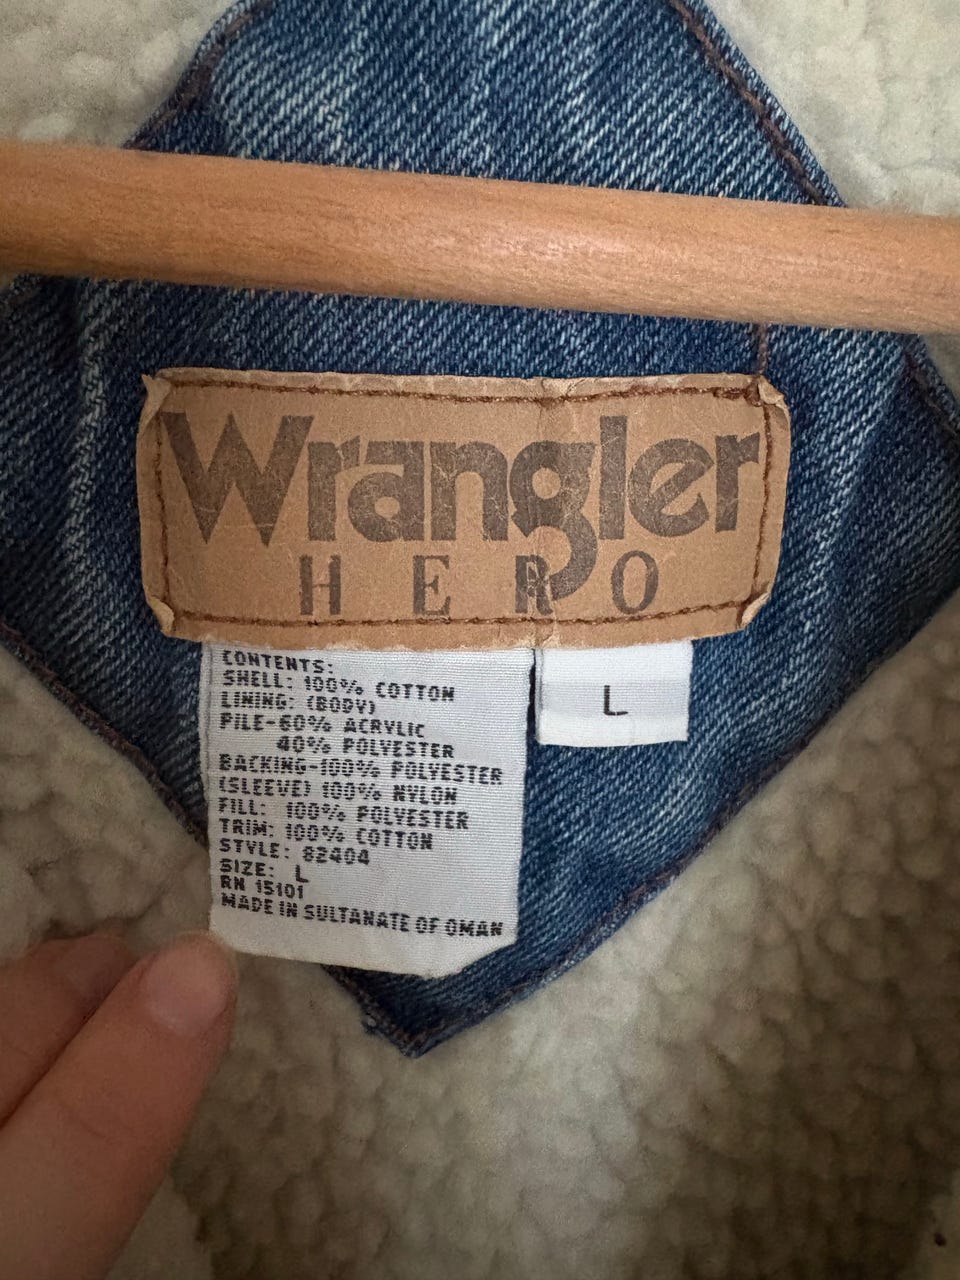 Wrangler
HERO
CONTENTS:
SHELL: 100% COTTON
LINING: (BODY)
PILE-60% ACRYLIC
40% POLYESTER
BACKING-100% POLYESTER
(SLEEVE) 100% NYLON
FILL: 100% POLYESTER
TRIM: 100% COTTON
STYLE: 82404
SIZE: L
RN 15101
MADE IN SULTANATE OF OMAN
L